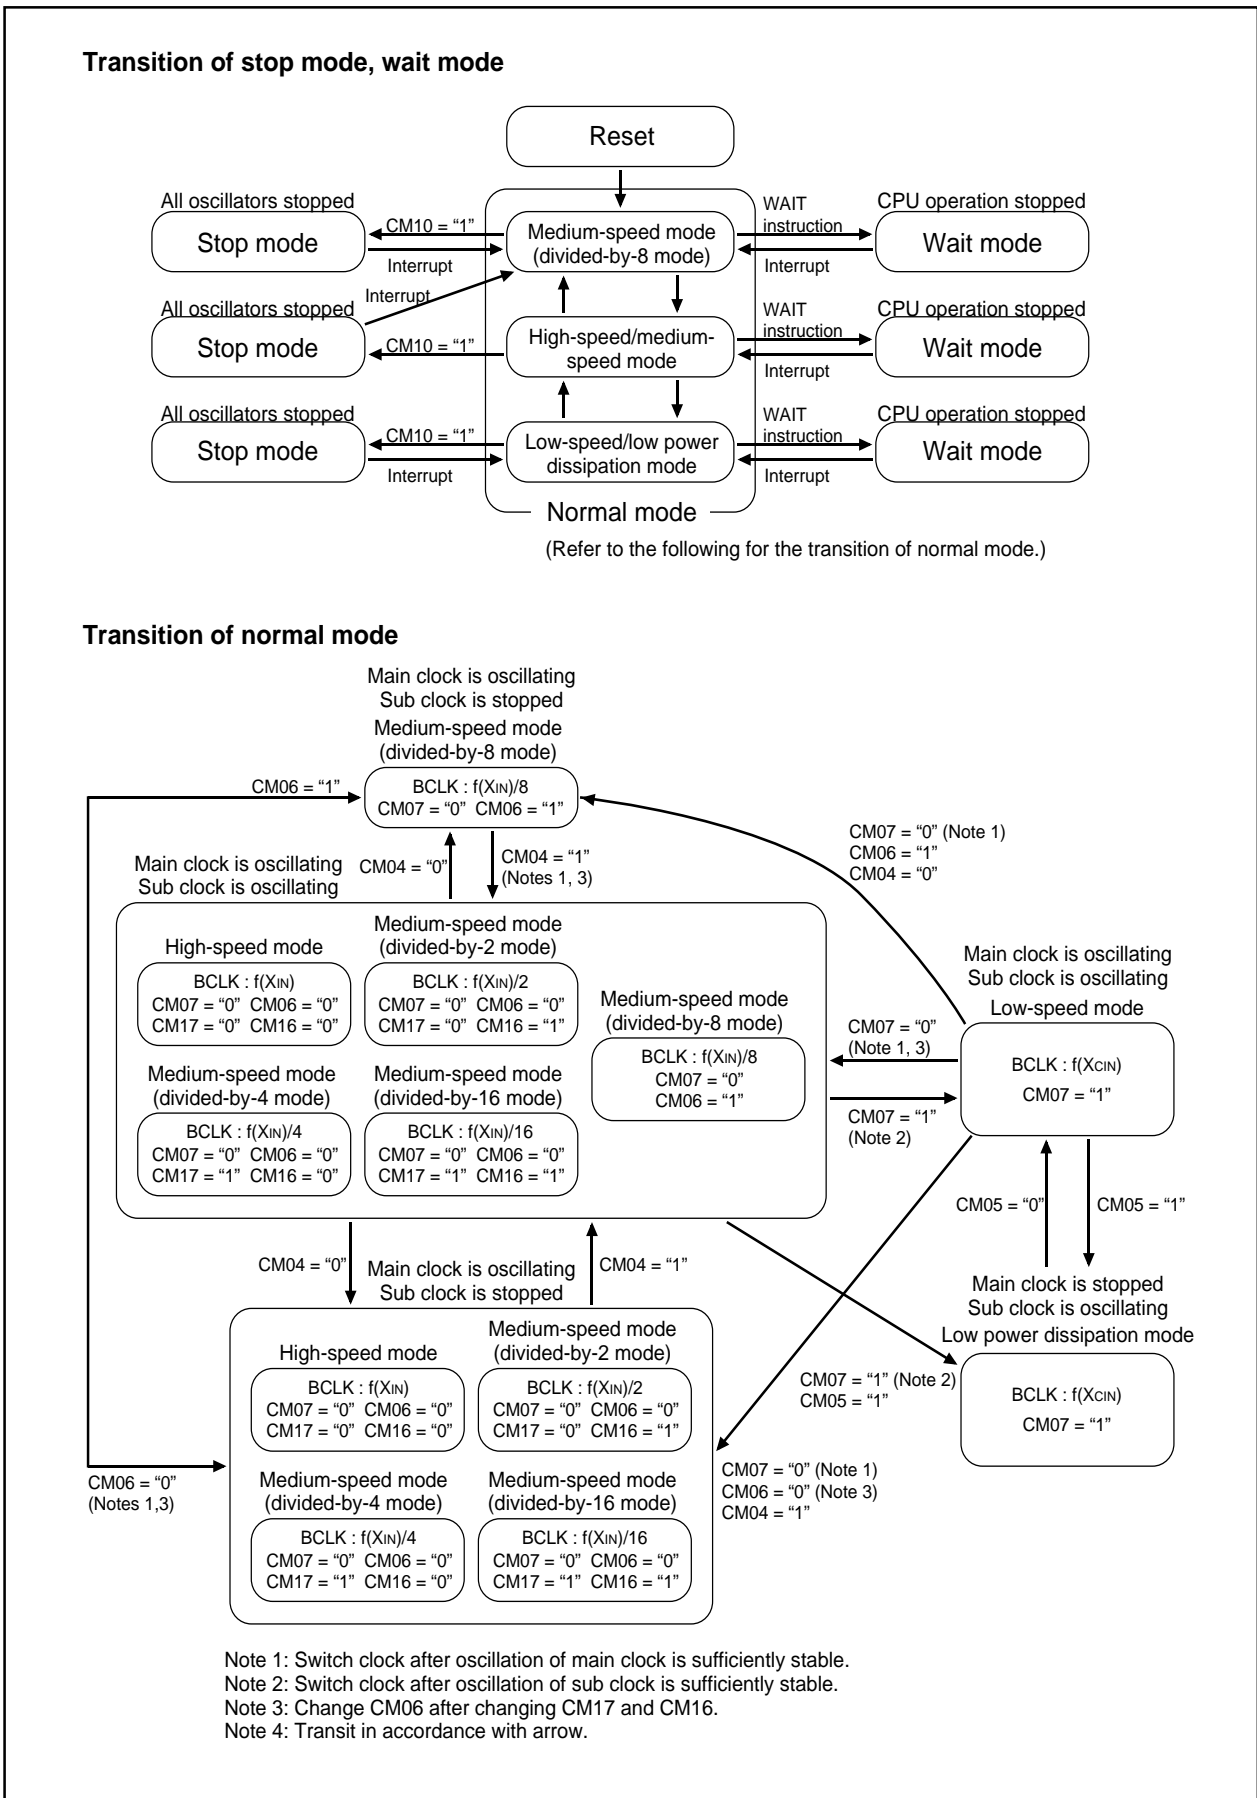 Transition of stop mode, wait mode
Reset
All oscillators stopped
Stop mode
CM10 = “1”
Interrupt
Medium-speed mode
(divided-by-8 mode)
WAIT
instruction
Interrupt
CPU operation stopped
Wait mode
Interrupt
All oscillators stopped
Stop mode
CM10 = “1”
High-speed/medium-
speed mode
WAIT
instruction
Interrupt
CPU operation stopped
Wait mode
All oscillators stopped
Stop mode
CM10 = “1”
Interrupt
Low-speed/low power
dissipation mode
WAIT
instruction
Interrupt
CPU operation stopped
Wait mode
Normal mode
(Refer to the following for the transition of normal mode.)
Transition of normal mode
Main clock is oscillating
Sub clock is stopped
Medium-speed mode
(divided-by-8 mode)
CM06 = “1”
BCLK : f(XIN)/8
CM07 = “0” CM06 = “1”
CM07 = “0” (Note 1)
CM06 = “1”
CM04 = “0”
Main clock is oscillating
Sub clock is oscillating
CM04 = “0”
CM04 = “1”
(Notes 1, 3)
High-speed mode
BCLK : f(XIN)
CM07 = “0” CM06 = “0”
CM17 = “0” CM16 = “0”
Medium-speed mode
(divided-by-2 mode)
BCLK : f(XIN)/2
CM07 = “0” CM06 = “0”
CM17 = “0” CM16 = “1”
Medium-speed mode
(divided-by-8 mode)
BCLK : f(XIN)/8
CM07 = “0”
CM06 = “1”
Medium-speed mode
(divided-by-4 mode)
BCLK : f(XIN)/4
CM07 = “0” CM06 = “0”
CM17 = “1” CM16 = “0”
Medium-speed mode
(divided-by-16 mode)
BCLK : f(XIN)/16
CM07 = “0” CM06 = “0”
CM17 = “1” CM16 = “1”
CM07 = “0”
(Note 1, 3)
CM07 = “1”
(Note 2)
Main clock is oscillating
Sub clock is oscillating
Low-speed mode
BCLK : f(XCIN)
CM07 = “1”
CM05 = “0”
CM05 = “1”
Main clock is stopped
Sub clock is oscillating
Low power dissipation mode
BCLK : f(XCIN)
CM07 = “1”
CM07 = “1” (Note 2)
CM05 = “1”
CM04 = “0”
Main clock is oscillating
Sub clock is stopped
CM04 = “1”
High-speed mode
BCLK : f(XIN)
CM07 = “0” CM06 = “0”
CM17 = “0” CM16 = “0”
Medium-speed mode
(divided-by-2 mode)
BCLK : f(XIN)/2
CM07 = “0” CM06 = “0”
CM17 = “0” CM16 = “1”
CM06 = “0”
(Notes 1,3)
Medium-speed mode
(divided-by-4 mode)
BCLK : f(XIN)/4
CM07 = “0” CM06 = “0”
CM17 = “1” CM16 = “0”
Medium-speed mode
(divided-by-16 mode)
BCLK : f(XIN)/16
CM07 = “0” CM06 = “0”
CM17 = “1” CM16 = “1”
CM07 = “0” (Note 1)
CM06 = “0” (Note 3)
CM04 = “1”
Note 1: Switch clock after oscillation of main clock is sufficiently stable.
Note 2: Switch clock after oscillation of sub clock is sufficiently stable.
Note 3: Change CM06 after changing CM17 and CM16.
Note 4: Transit in accordance with arrow.